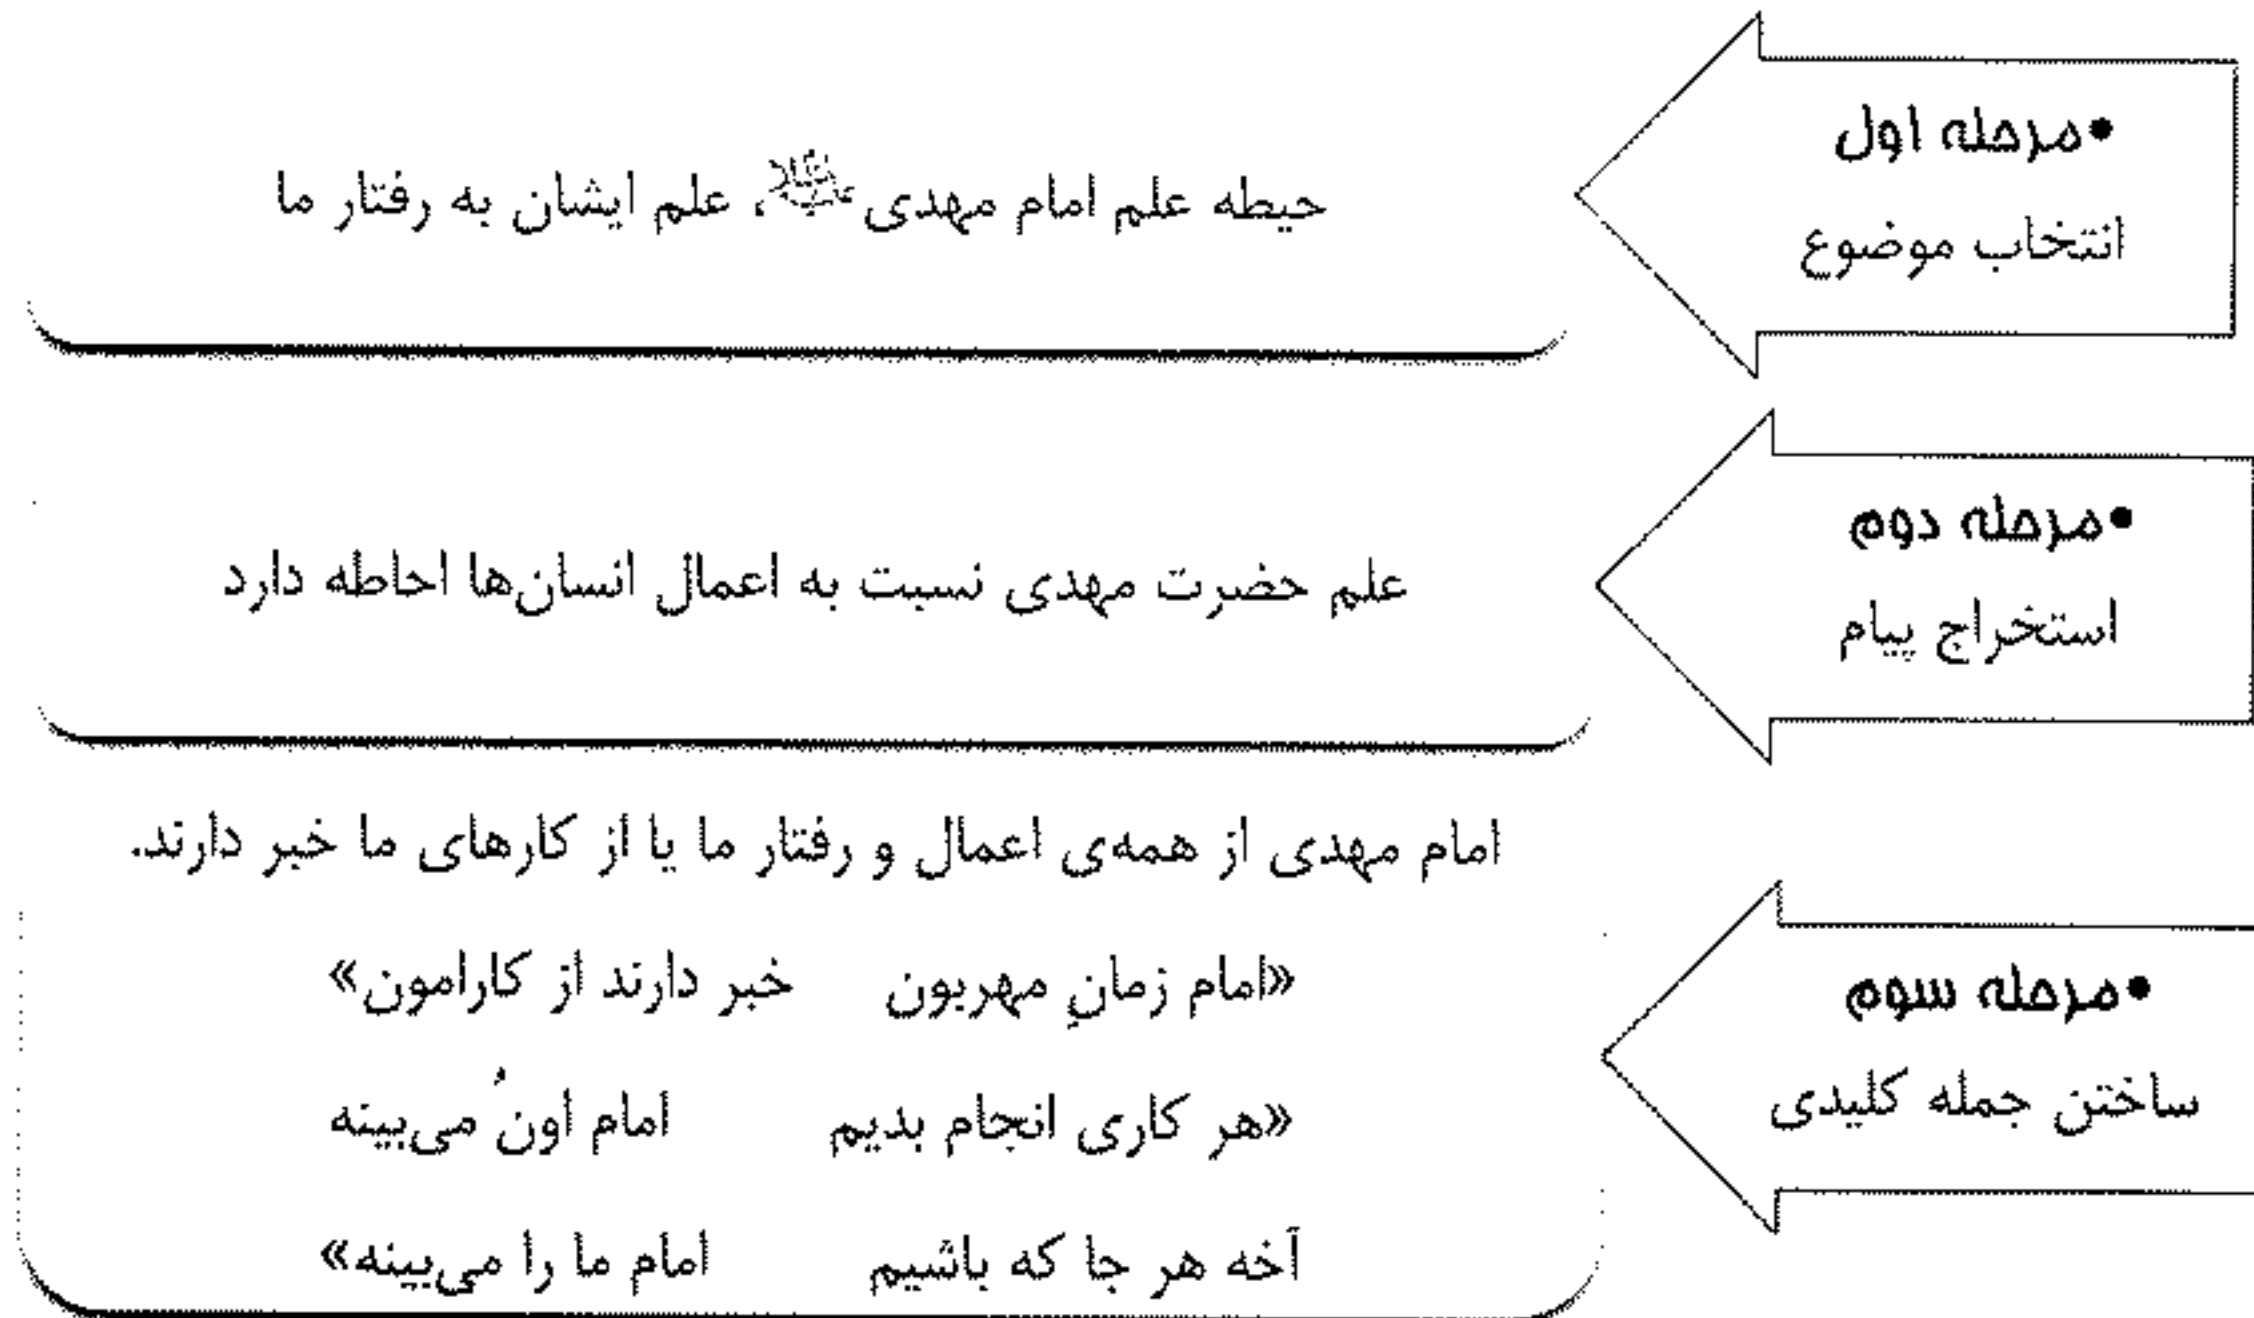 •مرحله اول
انتخاب موضوع
حیطه علم امام مهدی علیه‌السلام، علم ایشان به رفتار ما
•مرحله دوم
استخراج پیام
علم حضرت مهدی نسبت به اعمال انسان‌ها احاطه دارد
•مرحله سوم
ساختن جمله کلیدی
امام مهدی از همه‌ی اعمال و رفتار ما یا از کارهای ما خبر دارند.
«امام زمانِ مهربون خبر دارند از کارامون»
«هر کاری انجام بدیم امام اونُ می‌بینه
آخه هر جا که باشیم امام ما را می‌بینه»